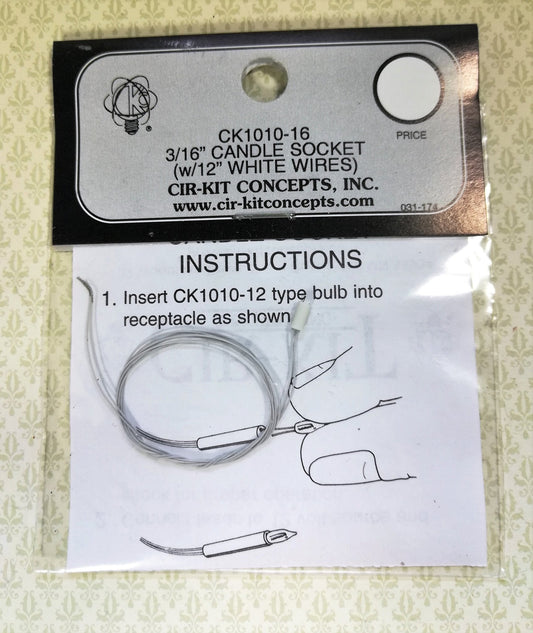 CK
®
CK1010-16
3/16" CANDLE SOCKET
(w/12" WHITE WIRES)
CIR-KIT CONCEPTS, INC.
www.cir-kitconcepts.com
PRICE
031-174
INSTRUCTIONS
1. Insert CK1010-12 type bulb into
receptacle as shown